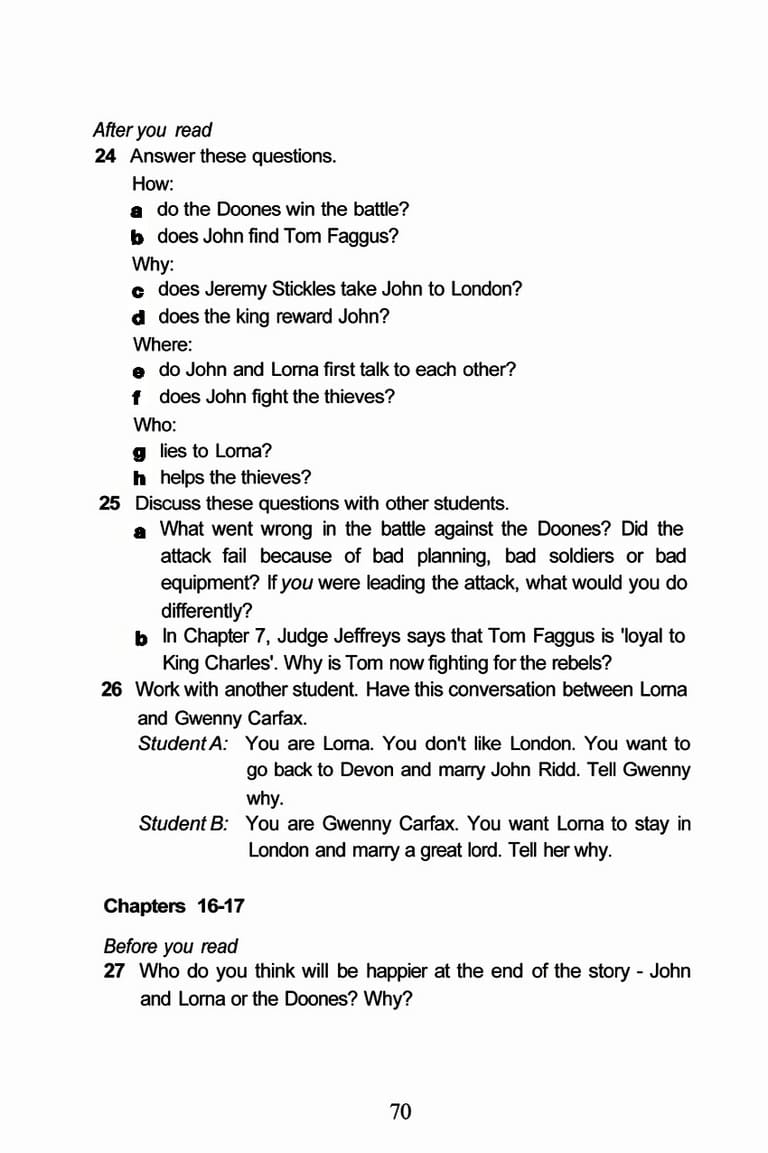 After you read
24 Answer these questions.
How:
a do the Doones win the battle?
b does John find Tom Faggus?
Why:
c does Jeremy Stickles take John to London?
d does the king reward John?
Where:
e do John and Lorna first talk to each other?
f does John fight the thieves?
Who:
g lies to Lorna?
h helps the thieves?
25 Discuss these questions with other students.
a What went wrong in the battle against the Doones? Did the
attack fail because of bad planning, bad soldiers or bad
equipment? If you were leading the attack, what would you do
differently?
b In Chapter 7, Judge Jeffreys says that Tom Faggus is 'loyal to
King Charles'. Why is Tom now fighting for the rebels?
26 Work with another student. Have this conversation between Lorna
and Gwenny Carfax.
Student A: You are Lorna. You don't like London. You want to
go back to Devon and marry John Ridd. Tell Gwenny
why.
Student B: You are Gwenny Carfax. You want Lorna to stay in
London and marry a great lord. Tell her why.
Chapters 16-17
Before you read
27 Who do you think will be happier at the end of the story - John
and Lorna or the Doones? Why?
70